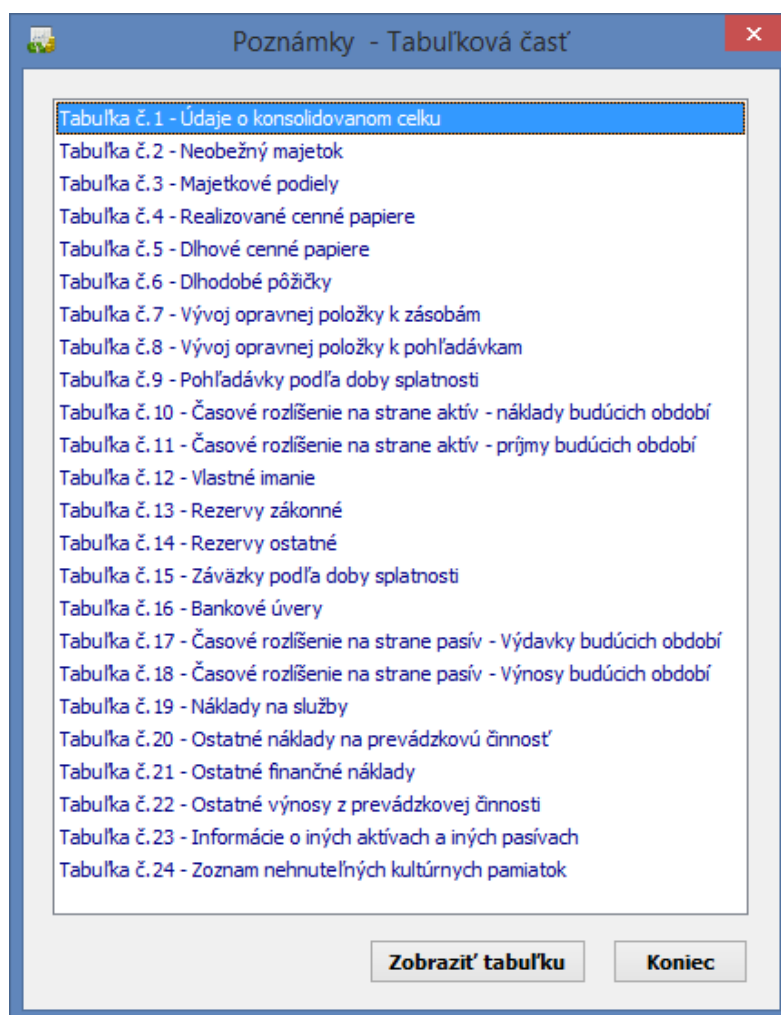 Poznámky - Tabuľková časť
Tabuľka č.1 - Údaje o konsolidovanom celku
Tabuľka č.2 - Neobežný majetok
Tabuľka č.3 - Majetkové podiely
Tabuľka č.4 - Realizované cenné papiere
Tabuľka č.5 - Dlhové cenné papiere
Tabuľka č.6 - Dlhodobé pôžičky
Tabuľka č.7 - Vývoj opravnej položky k zásobám
Tabuľka č.8 - Vývoj opravnej položky k pohľadávkam
Tabuľka č.9 - Pohľadávky podľa doby splatnosti
Tabuľka č.10 - Časové rozlíšenie na strane aktív - náklady budúcich období
Tabuľka č.11 - Časové rozlíšenie na strane aktív - príjmy budúcich období
Tabuľka č.12 - Vlastné imanie
Tabuľka č.13 - Rezervy zákonné
Tabuľka č.14 - Rezervy ostatné
Tabuľka č.15 - Záväzky podľa doby splatnosti
Tabuľka č.16 - Bankové úvery
Tabuľka č.17 - Časové rozlíšenie na strane pasív - Výdavky budúcich období
Tabuľka č.18 - Časové rozlíšenie na strane pasív - Výnosy budúcich období
Tabuľka č.19 - Náklady na služby
Tabuľka č.20 - Ostatné náklady na prevádzkovú činnosť
Tabuľka č.21 - Ostatné finančné náklady
Tabuľka č.22 - Ostatné výnosy z prevádzkovej činnosti
Tabuľka č.23 - Informácie o iných aktívach a iných pasívach
Tabuľka č.24 - Zoznam nehnuteľných kultúrnych pamiatok
Zobraziť tabuľku Koniec